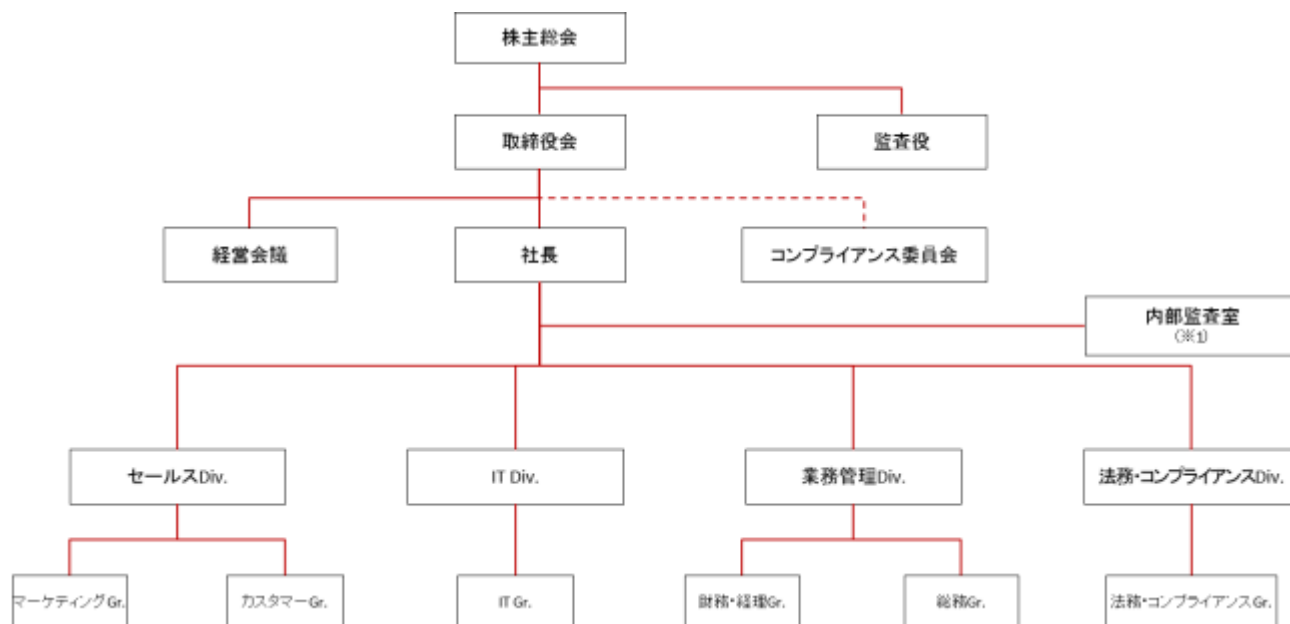 株主総会
取締役会
監査役
経営会議
社長
コンプライアンス委員会
内部監査室
(※1)
セールスDiv.
IT Div.
業務管理Div.
法務・コンプライアンスDiv.
マーケティングGr.
カスタマーGr.
IT Gr.
財務・経理Gr.
総務Gr.
法務・コンプライアンスGr.